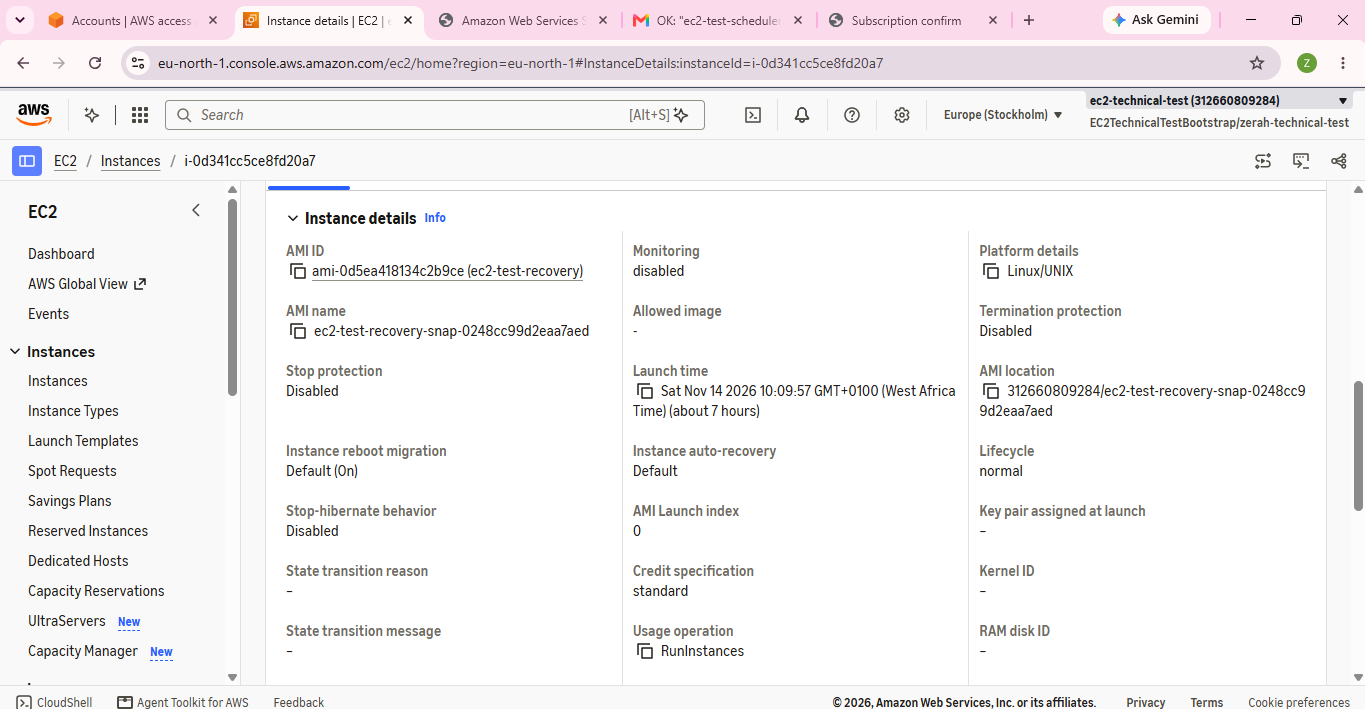 Accounts | AWS access
Instance details | EC2 | e
Amazon Web Services S
OK: "ec2-test-scheduler
Subscription confirm
Ask Gemini
eu-north-1.console.aws.amazon.com/ec2/home?region=eu-north-1#InstanceDetails:instanceId=i-0d341cc5ce8fd20a7
Z
aws
Search
[Alt+S]
Europe (Stockholm)
ec2-technical-test (312660809284)
EC2TechnicalTestBootstrap/zerah-technical-test
EC2 / Instances / i-0d341cc5ce8fd20a7
EC2
Dashboard
AWS Global View
Events
Instances
Instances
Instance Types
Launch Templates
Spot Requests
Savings Plans
Reserved Instances
Dedicated Hosts
Capacity Reservations
UltraServers New
Capacity Manager New
Instance details Info
AMI ID
ami-0d5ea418134c2b9ce (ec2-test-recovery)
Monitoring
disabled
Platform details
Linux/UNIX
AMI name
ec2-test-recovery-snap-0248cc99d2eaa7aed
Allowed image
-
Termination protection
Disabled
Stop protection
Disabled
Launch time
Sat Nov 14 2026 10:09:57 GMT+0100 (West Africa
Time) (about 7 hours)
AMI location
312660809284/ec2-test-recovery-snap-0248cc9
9d2eaa7aed
Instance reboot migration
Default (On)
Instance auto-recovery
Default
Lifecycle
normal
Stop-hibernate behavior
Disabled
AMI Launch index
0
Key pair assigned at launch
–
State transition reason
–
Credit specification
standard
Kernel ID
–
State transition message
–
Usage operation
RunInstances
RAM disk ID
–
CloudShell
Agent Toolkit for AWS
Feedback
© 2026, Amazon Web Services, Inc. or its affiliates.
Privacy
Terms
Cookie preferences